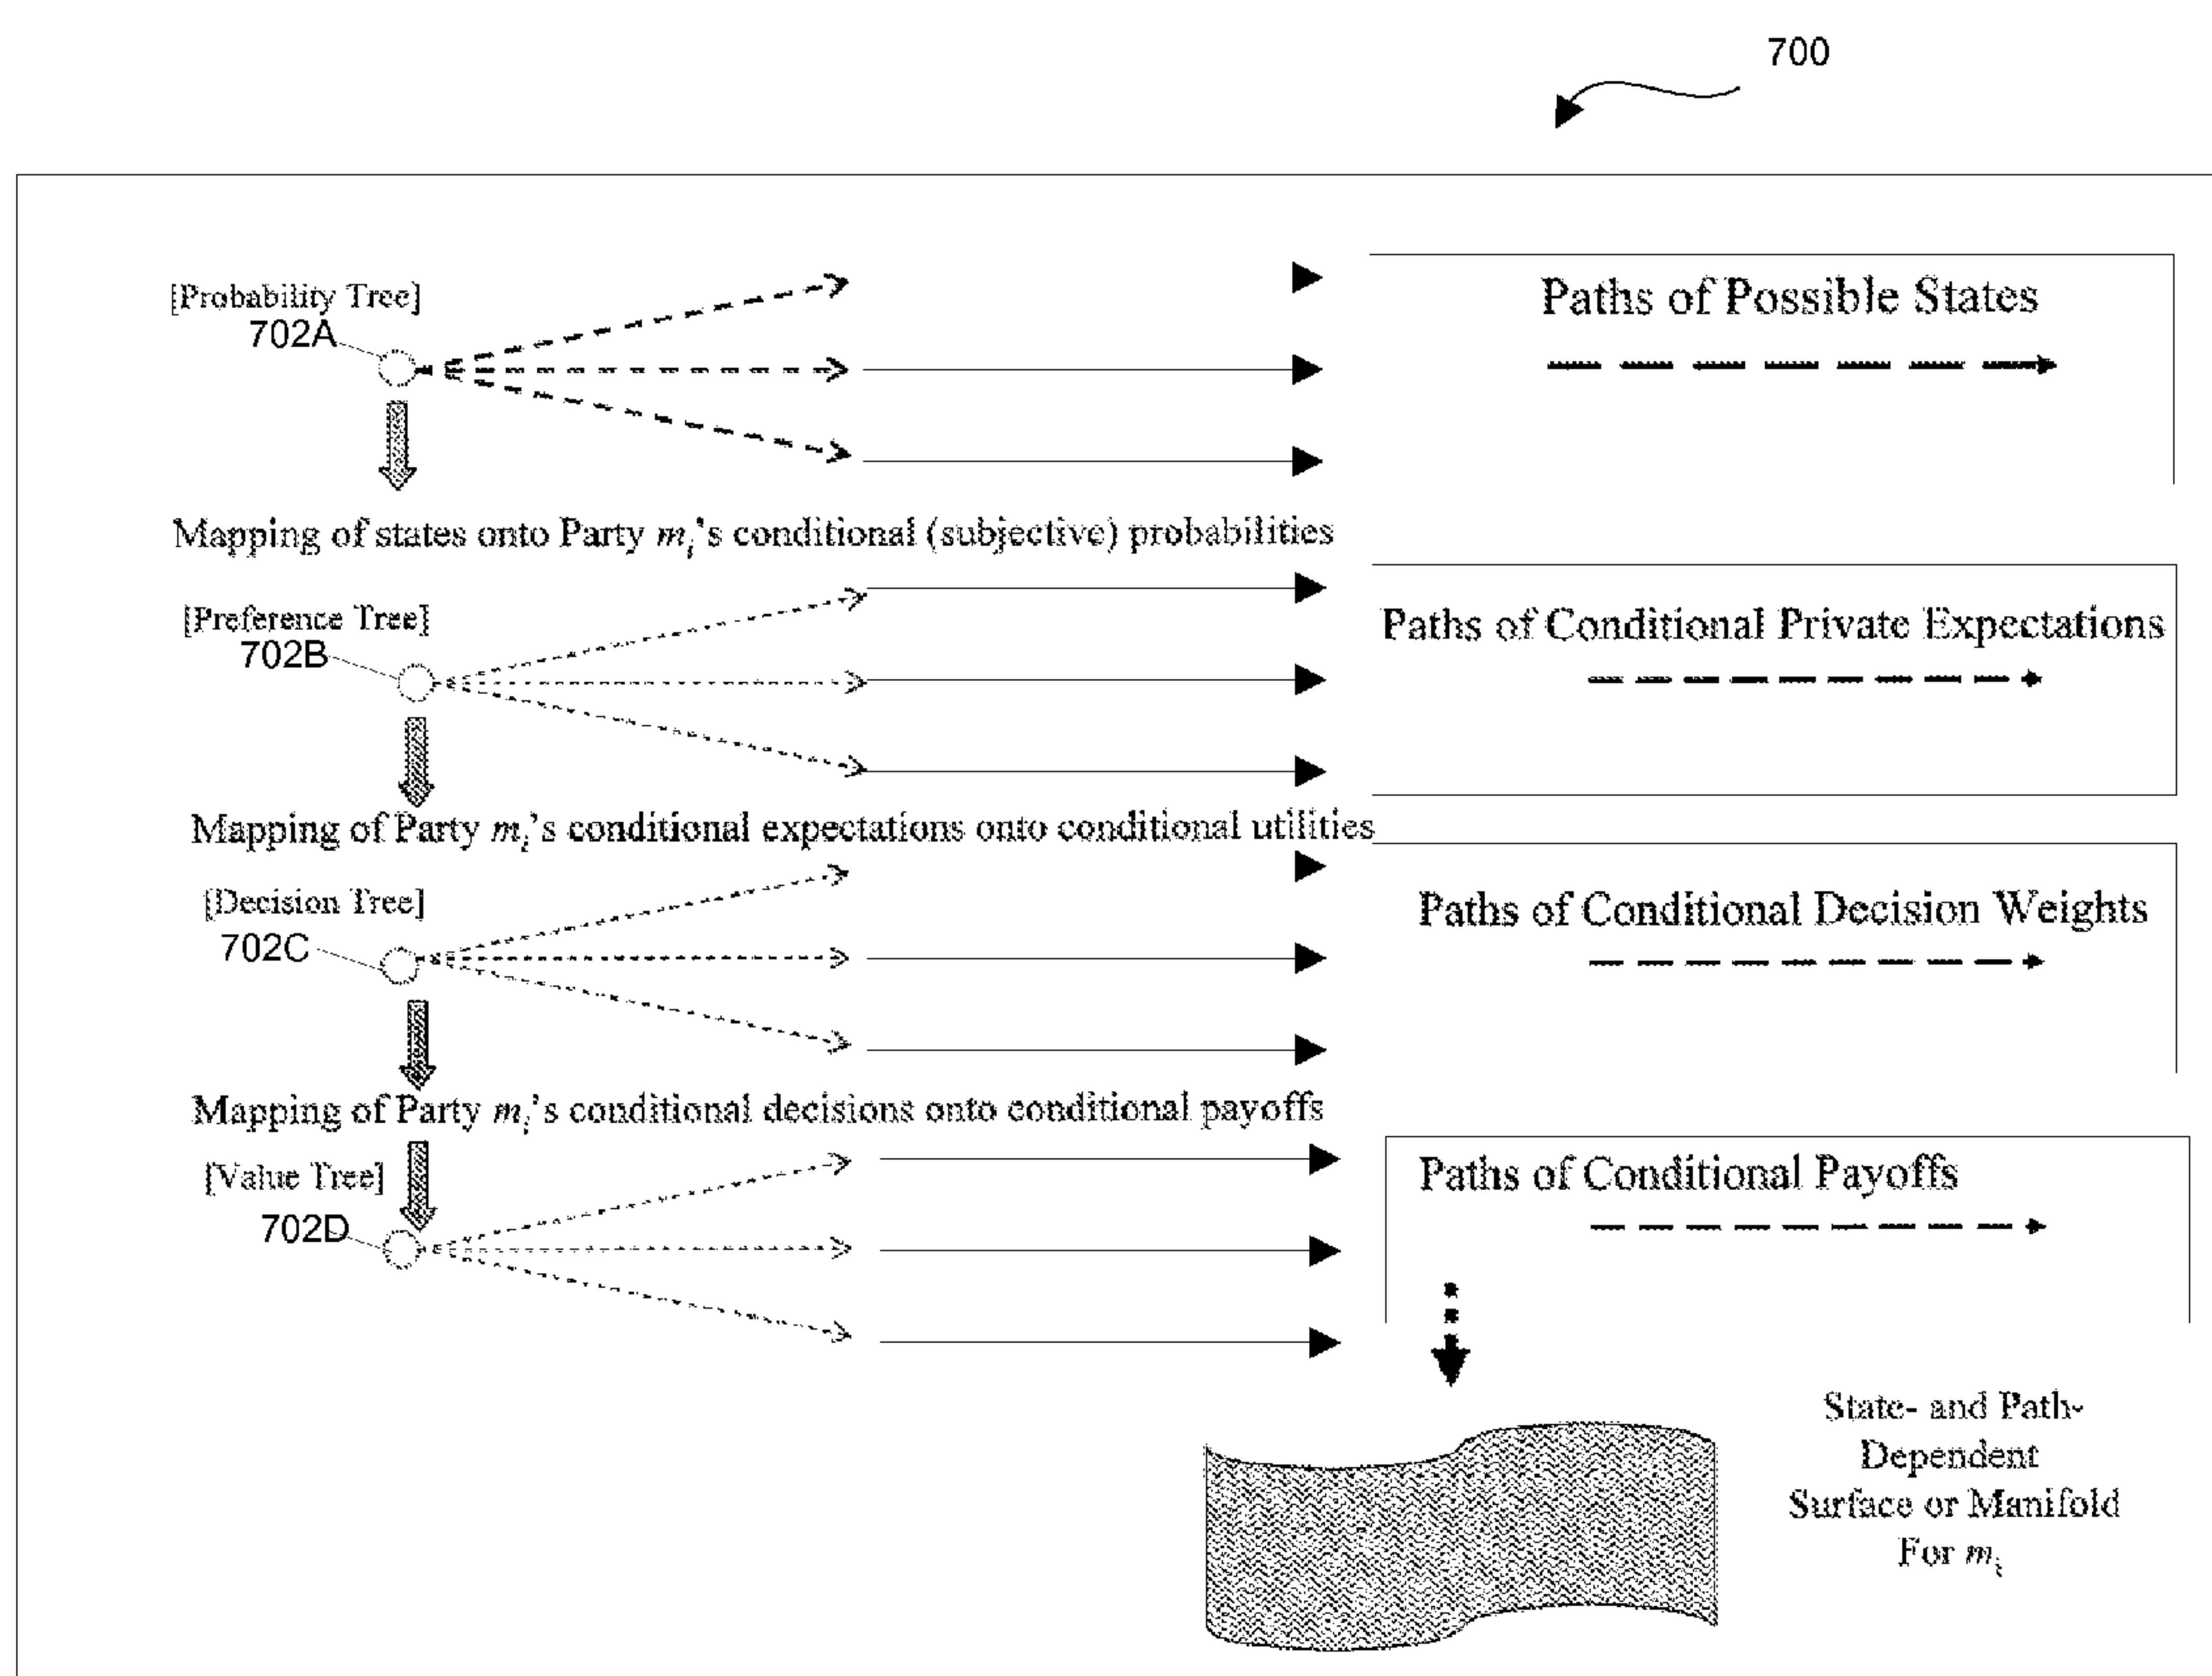 700
[Probability Tree]
702A
Paths of Possible States
Mapping of states onto Party mi's conditional (subjective) probabilities
[Preference Tree]
702B
Paths of Conditional Private Expectations
Mapping of Party mi's conditional expectations onto conditional utilities
[Decision Tree]
702C
Paths of Conditional Decision Weights
Mapping of Party mi's conditional decisions onto conditional payoffs
[Value Tree]
702D
Paths of Conditional Payoffs
State- and Path-
Dependent
Surface or Manifold
For mi